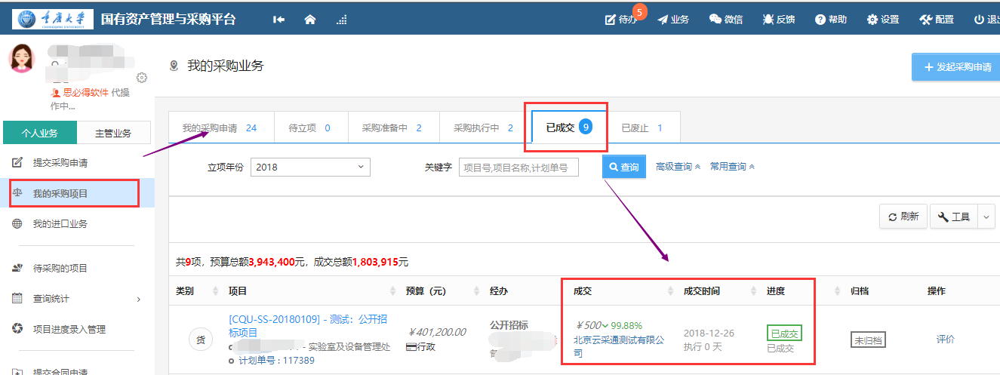 重庆大学
CHONGQING UNIVERSITY
国有资产管理与采购平台
待办 5 业务 微信 反馈 帮助 设置 配置 退出
我的采购业务
+ 发起采购申请
思必得软件 代操
作中...
个人业务 主管业务
我的采购申请 24 待立项 0 采购准备中 2 采购执行中 2 已成交 9 已废止 1
提交采购申请
我的采购项目
我的进口业务
待采购的项目
查询统计
项目进度录入管理
提交合同申请
立项年份 2018 关键字 项目号,项目名称,计划单号 查询 高级查询 常用查询
刷新 工具
共9项，预算总额3,943,400元，成交总额1,803,915元
类别 项目 预算（元） 经办 成交 成交时间 进度 归档 操作
货
[CQU-SS-20180109] - 测试：公开招
标项目
- 实验室及设备管理处
计划单号 : 117389
￥401,200.00
行政
公开招标
￥500 99.88%
北京云采通测试有限公
司
2018-12-26
执行 0 天
已成交
已成交
未归档
评价